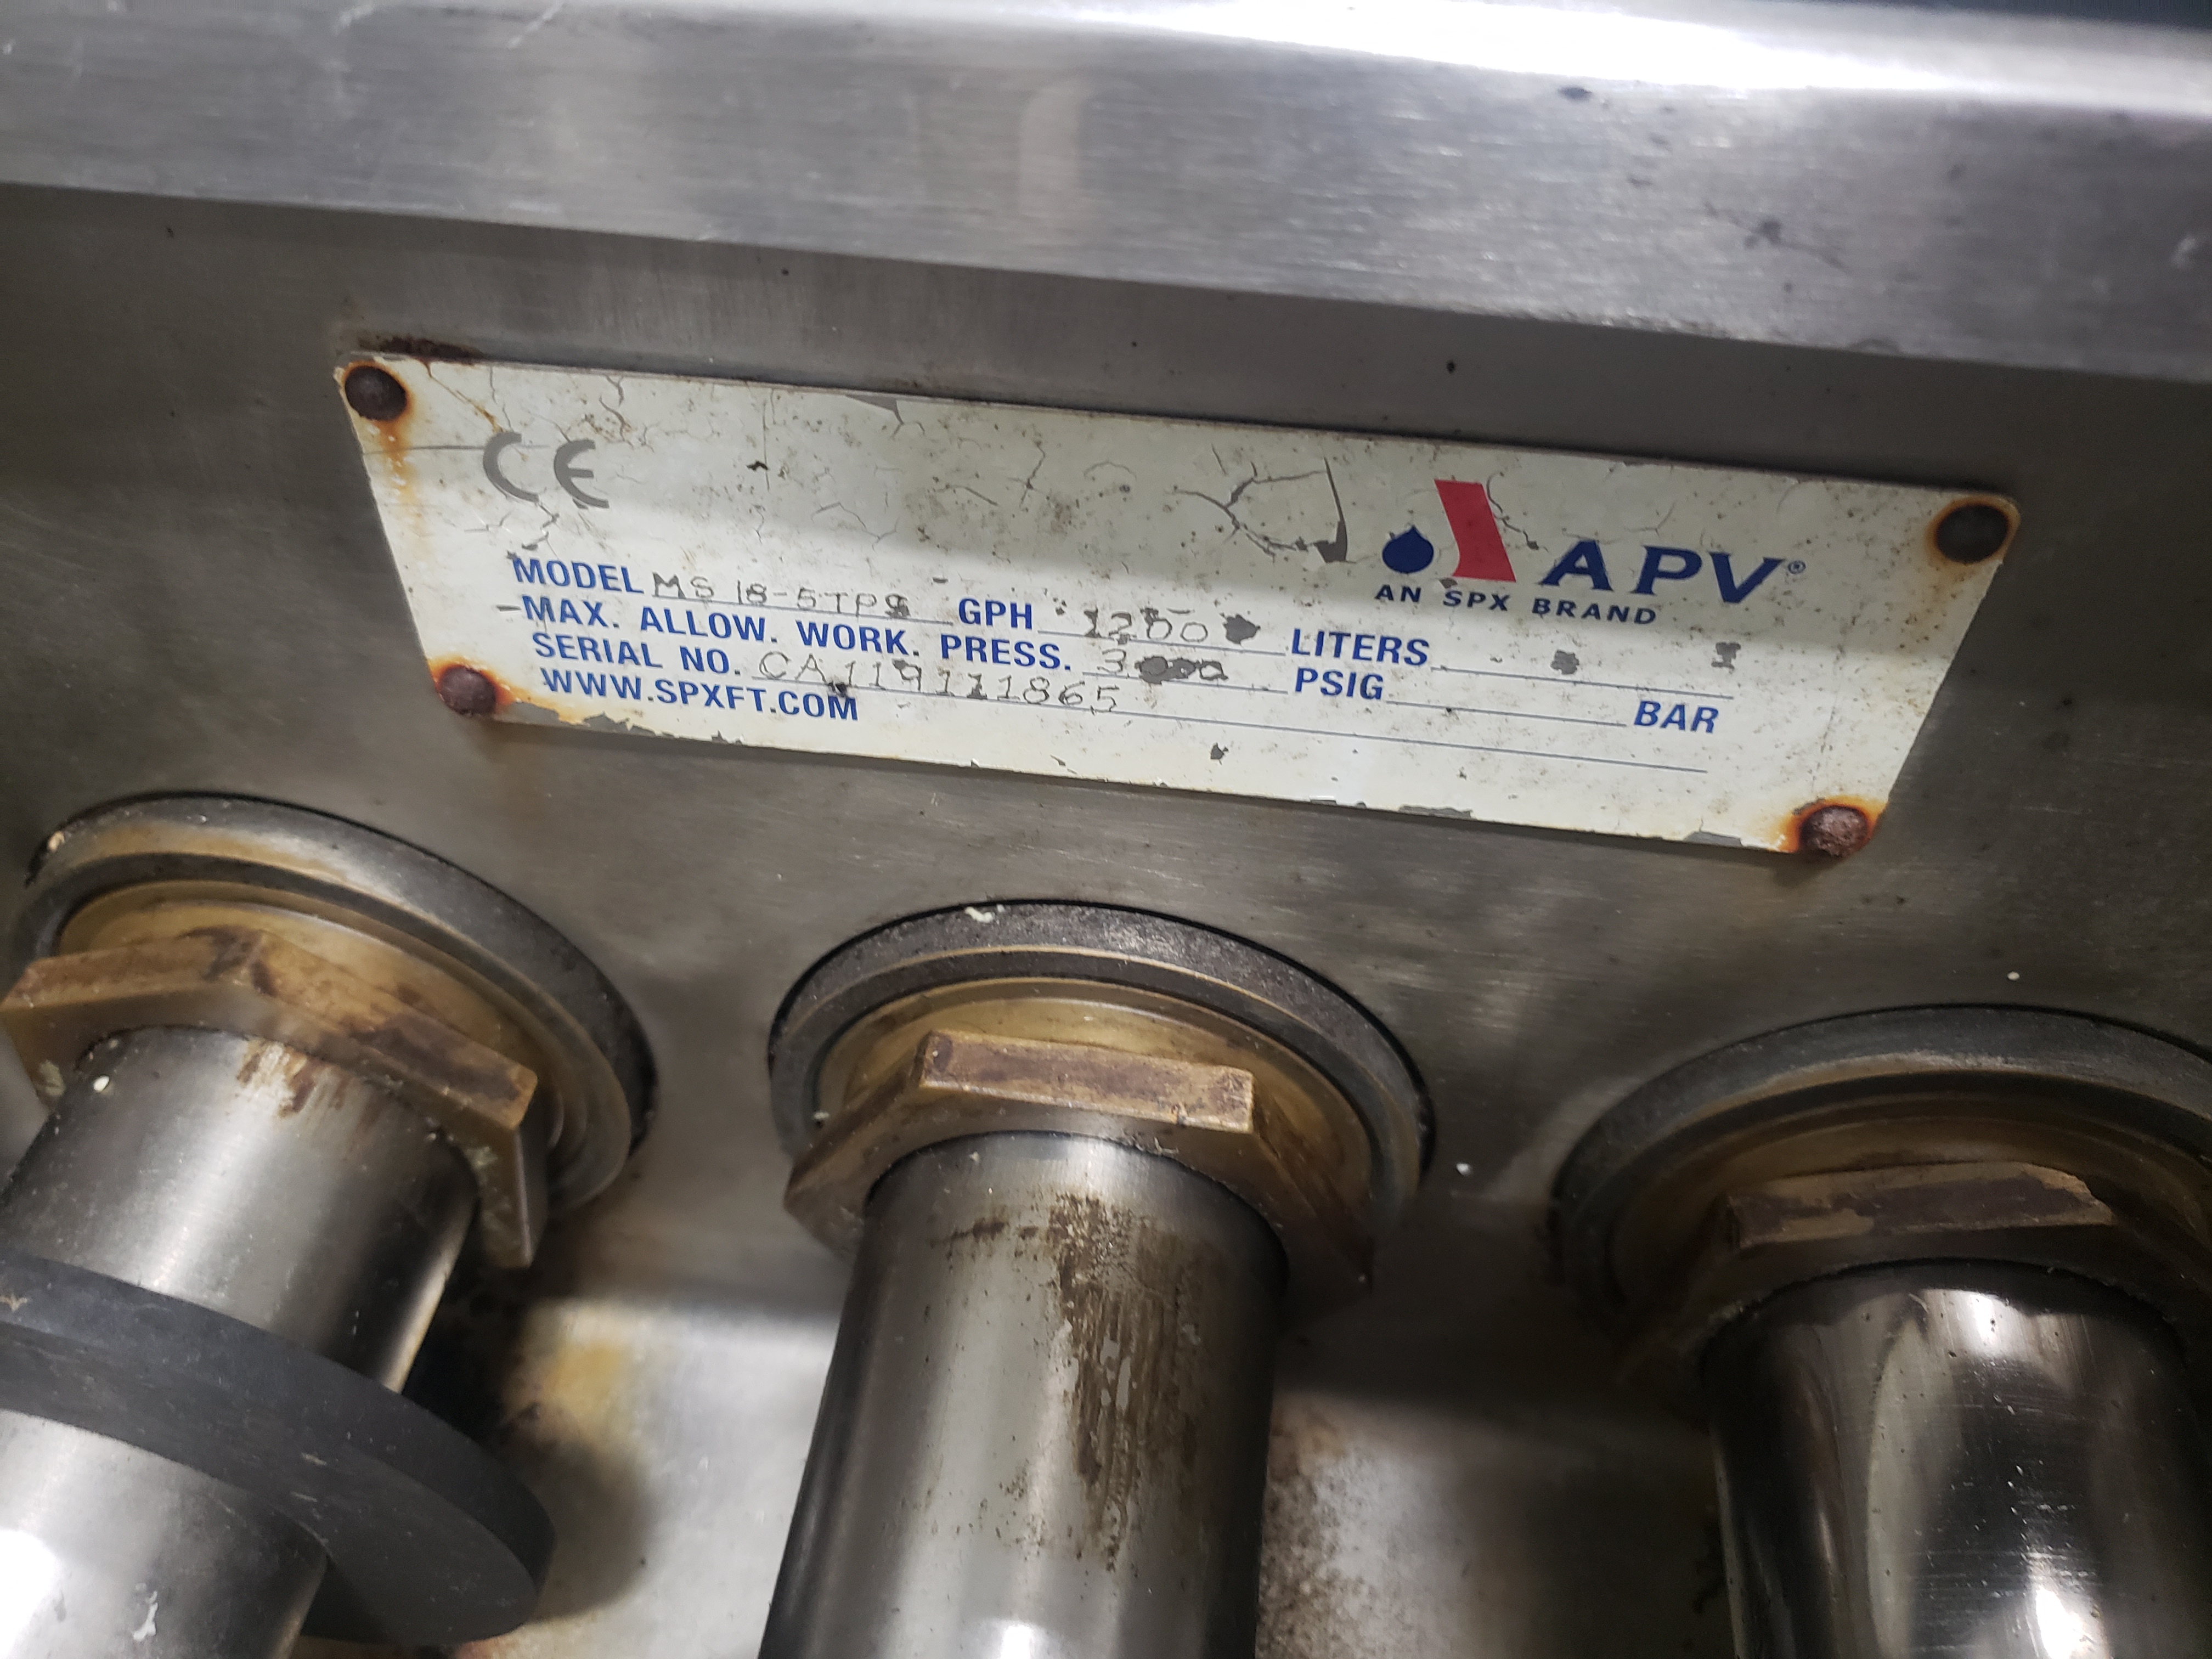 CE
APV®
AN SPX BRAND
MODEL MS 18-5TPS GPH 1200 LITERS
MAX. ALLOW. WORK. PRESS. PSIG BAR
SERIAL NO. CA119111865
WWW.SPXFT.COM